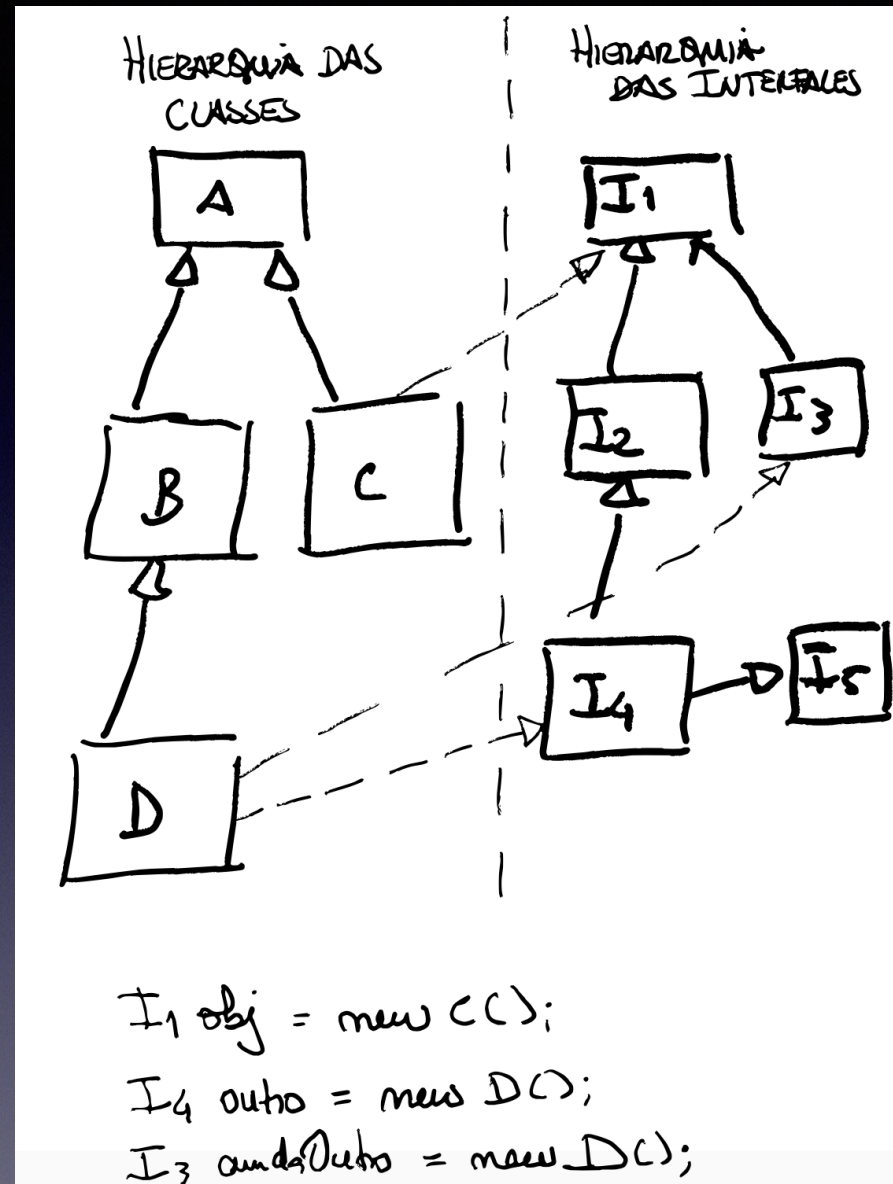 HIERARQUIA DAS
CLASSES
HIERARQUIA
DAS INTERFACES
A
I1
B
C
I2
I3
D
I4
I5
I1 obj = new C();
I4 outro = new D();
I3 aindaOutro = new D();